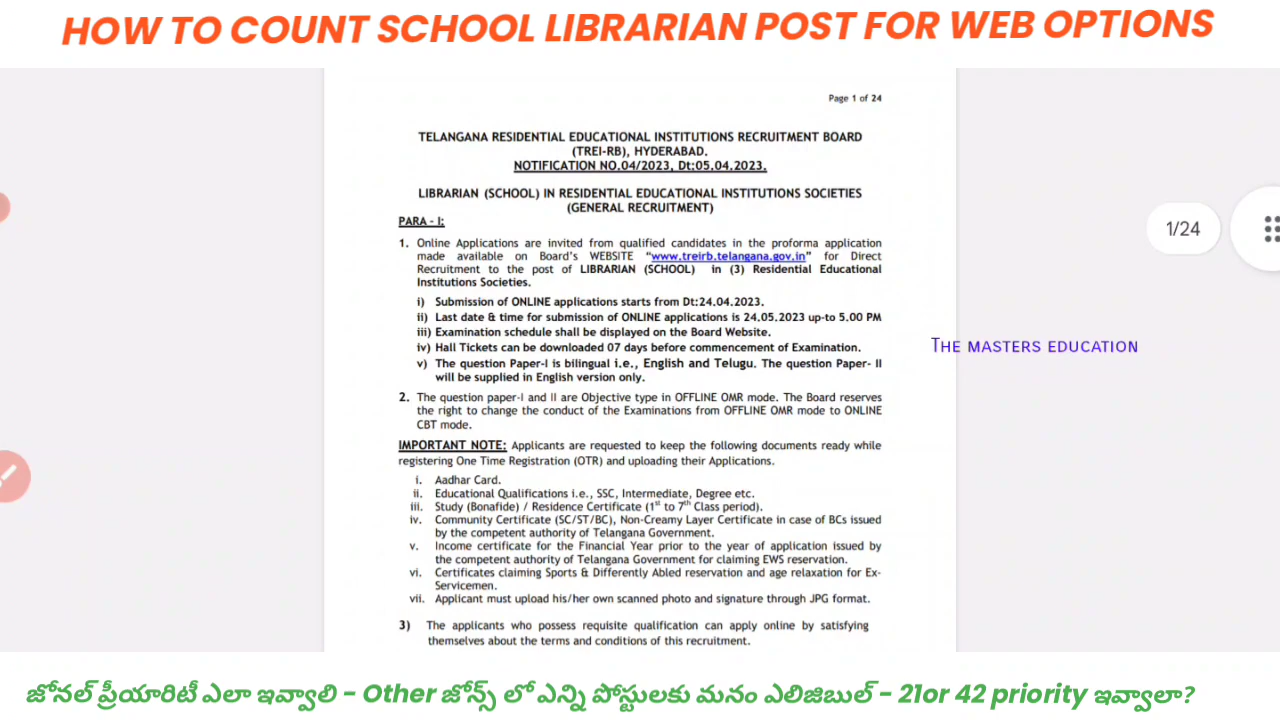 HOW TO COUNT SCHOOL LIBRARIAN POST FOR WEB OPTIONS
Page 1 of 24
TELANGANA RESIDENTIAL EDUCATIONAL INSTITUTIONS RECRUITMENT BOARD
(TREI-RB), HYDERABAD.
NOTIFICATION NO.04/2023, Dt:05.04.2023.
LIBRARIAN (SCHOOL) IN RESIDENTIAL EDUCATIONAL INSTITUTIONS SOCIETIES
(GENERAL RECRUITMENT)
PARA - I:
1. Online Applications are invited from qualified candidates in the proforma application
made available on Board's WEBSITE "www.treirb.telangana.gov.in" for Direct
Recruitment to the post of LIBRARIAN (SCHOOL) in (3) Residential Educational
Institutions Societies.
i) Submission of ONLINE applications starts from Dt:24.04.2023.
ii) Last date & time for submission of ONLINE applications is 24.05.2023 up-to 5.00 PM
iii) Examination schedule shall be displayed on the Board Website.
iv) Hall Tickets can be downloaded 07 days before commencement of Examination.
v) The question Paper-I is bilingual i.e., English and Telugu. The question Paper- II
will be supplied in English version only.
2. The question paper-I and II are Objective type in OFFLINE OMR mode. The Board reserves
the right to change the conduct of the Examinations from OFFLINE OMR mode to ONLINE
CBT mode.
IMPORTANT NOTE: Applicants are requested to keep the following documents ready while
registering One Time Registration (OTR) and uploading their Applications.
i. Aadhar Card.
ii. Educational Qualifications i.e., SSC, Intermediate, Degree etc.
iii. Study (Bonafide) / Residence Certificate (1st to 7th Class period).
iv. Community Certificate (SC/ST/BC), Non-Creamy Layer Certificate in case of BCs issued
by the competent authority of Telangana Government.
v. Income certificate for the Financial Year prior to the year of application issued by
the competent authority of Telangana Government for claiming EWS reservation.
vi. Certificates claiming Sports & Differently Abled reservation and age relaxation for Ex-
Servicemen.
vii. Applicant must upload his/her own scanned photo and signature through JPG format.
3) The applicants who possess requisite qualification can apply online by satisfying
themselves about the terms and conditions of this recruitment.
1/24
THE MASTERS EDUCATION
జోనల్ ప్రీయారిటీ ఎలా ఇవ్వాలి - Other జోన్స్ లో ఎన్ని పోస్టులకు మనం ఎలిజిబుల్ - 21or 42 priority ఇవ్వాలా?